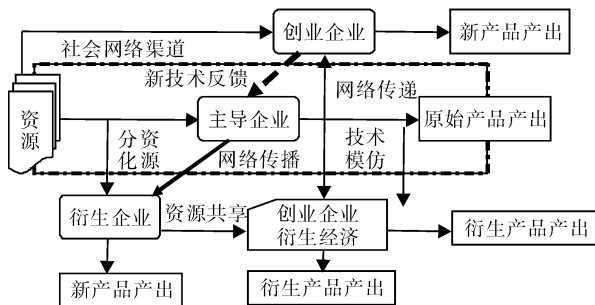 创业企业
新产品产出
社会网络渠道
新技术反馈
网络传递
资源
主导企业
原始产品产出
分资
化源
网络传播
技术
模仿
衍生企业
资源共享
创业企业
衍生经济
衍生产品产出
新产品产出
衍生产品产出